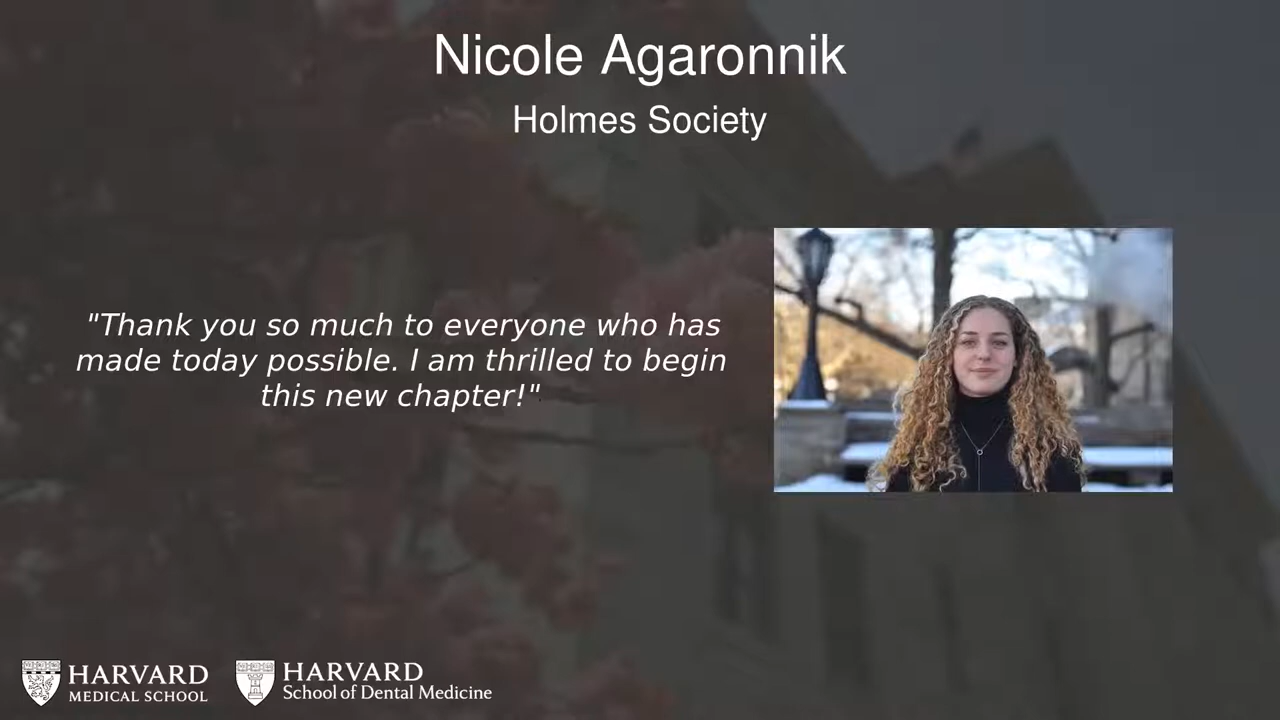 Nicole Agaronnik
Holmes Society
"Thank you so much to everyone who has
made today possible. I am thrilled to begin
this new chapter!"
HARVARD
MEDICAL SCHOOL
HARVARD
School of Dental Medicine